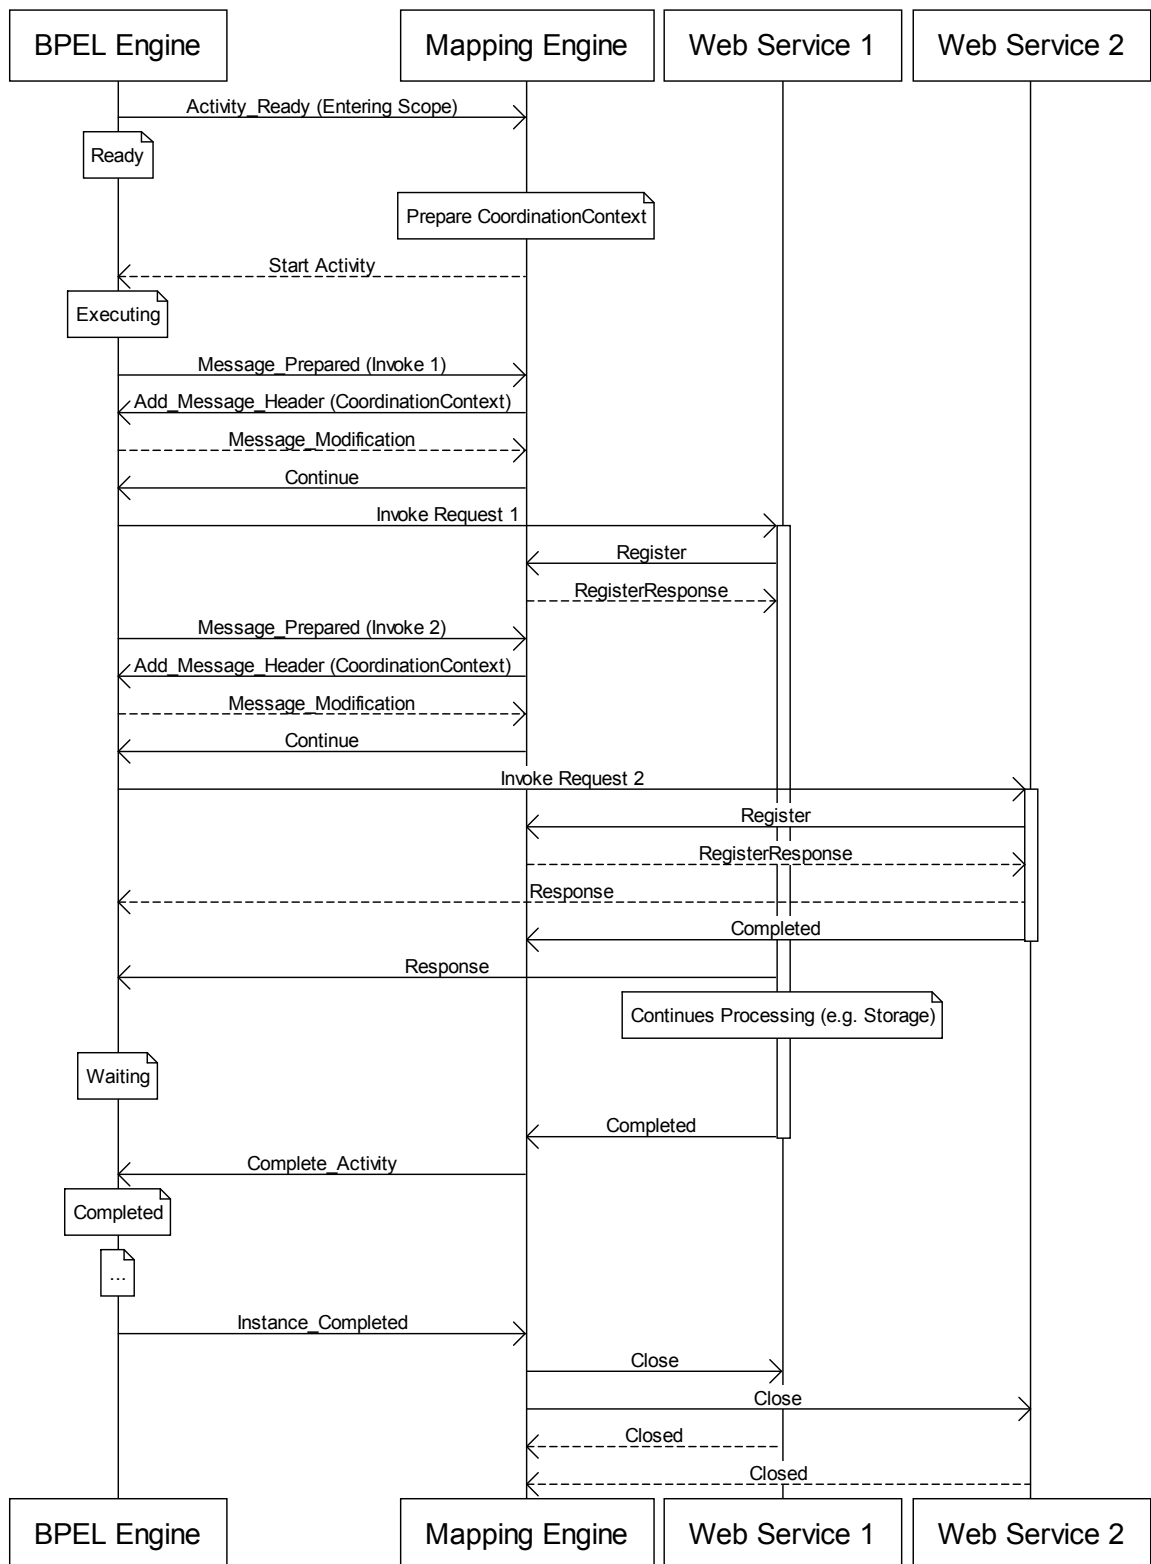 BPEL Engine
Mapping Engine
Web Service 1
Web Service 2
Activity_Ready (Entering Scope)
Ready
Prepare CoordinationContext
Start Activity
Executing
Message_Prepared (Invoke 1)
Add_Message_Header (CoordinationContext)
Message_Modification
Continue
Invoke Request 1
Register
RegisterResponse
Message_Prepared (Invoke 2)
Add_Message_Header (CoordinationContext)
Message_Modification
Continue
Invoke Request 2
Register
RegisterResponse
Response
Completed
Response
Continues Processing (e.g. Storage)
Waiting
Completed
Complete_Activity
Completed
...
Instance_Completed
Close
Close
Closed
Closed
BPEL Engine
Mapping Engine
Web Service 1
Web Service 2